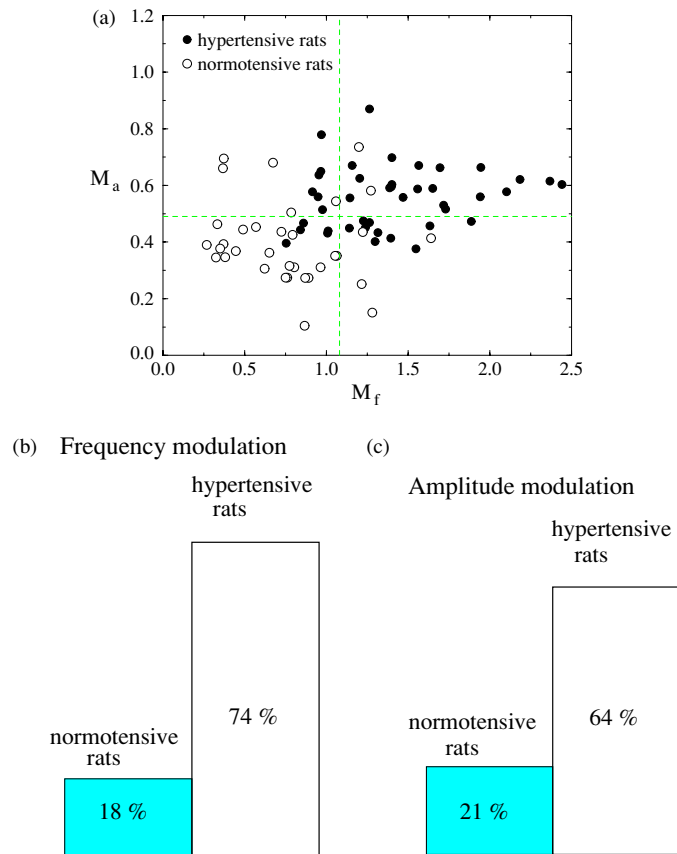 (a)
1.2
1.0
0.8
0.6
0.4
0.2
0.0
M a
hypertensive rats
normotensive rats
0.0 0.5 1.0 1.5 2.0 2.5
M f
(b) Frequency modulation
hypertensive
rats
74 %
normotensive
rats
18 %
(c)
Amplitude modulation
hypertensive
rats
64 %
normotensive
rats
21 %